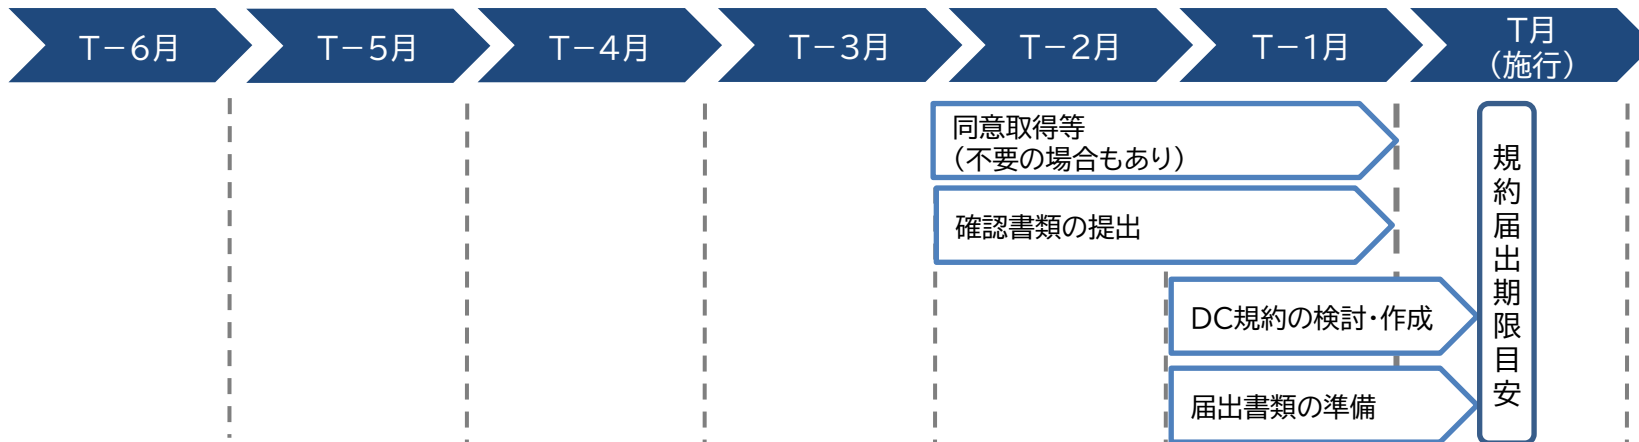 T－6月
T－5月
T－4月
T－3月
T－2月
T－1月
T月
（施行）
同意取得等
（不要の場合もあり）
確認書類の提出
DC規約の検討・作成
届出書類の準備
規約届出期限目安